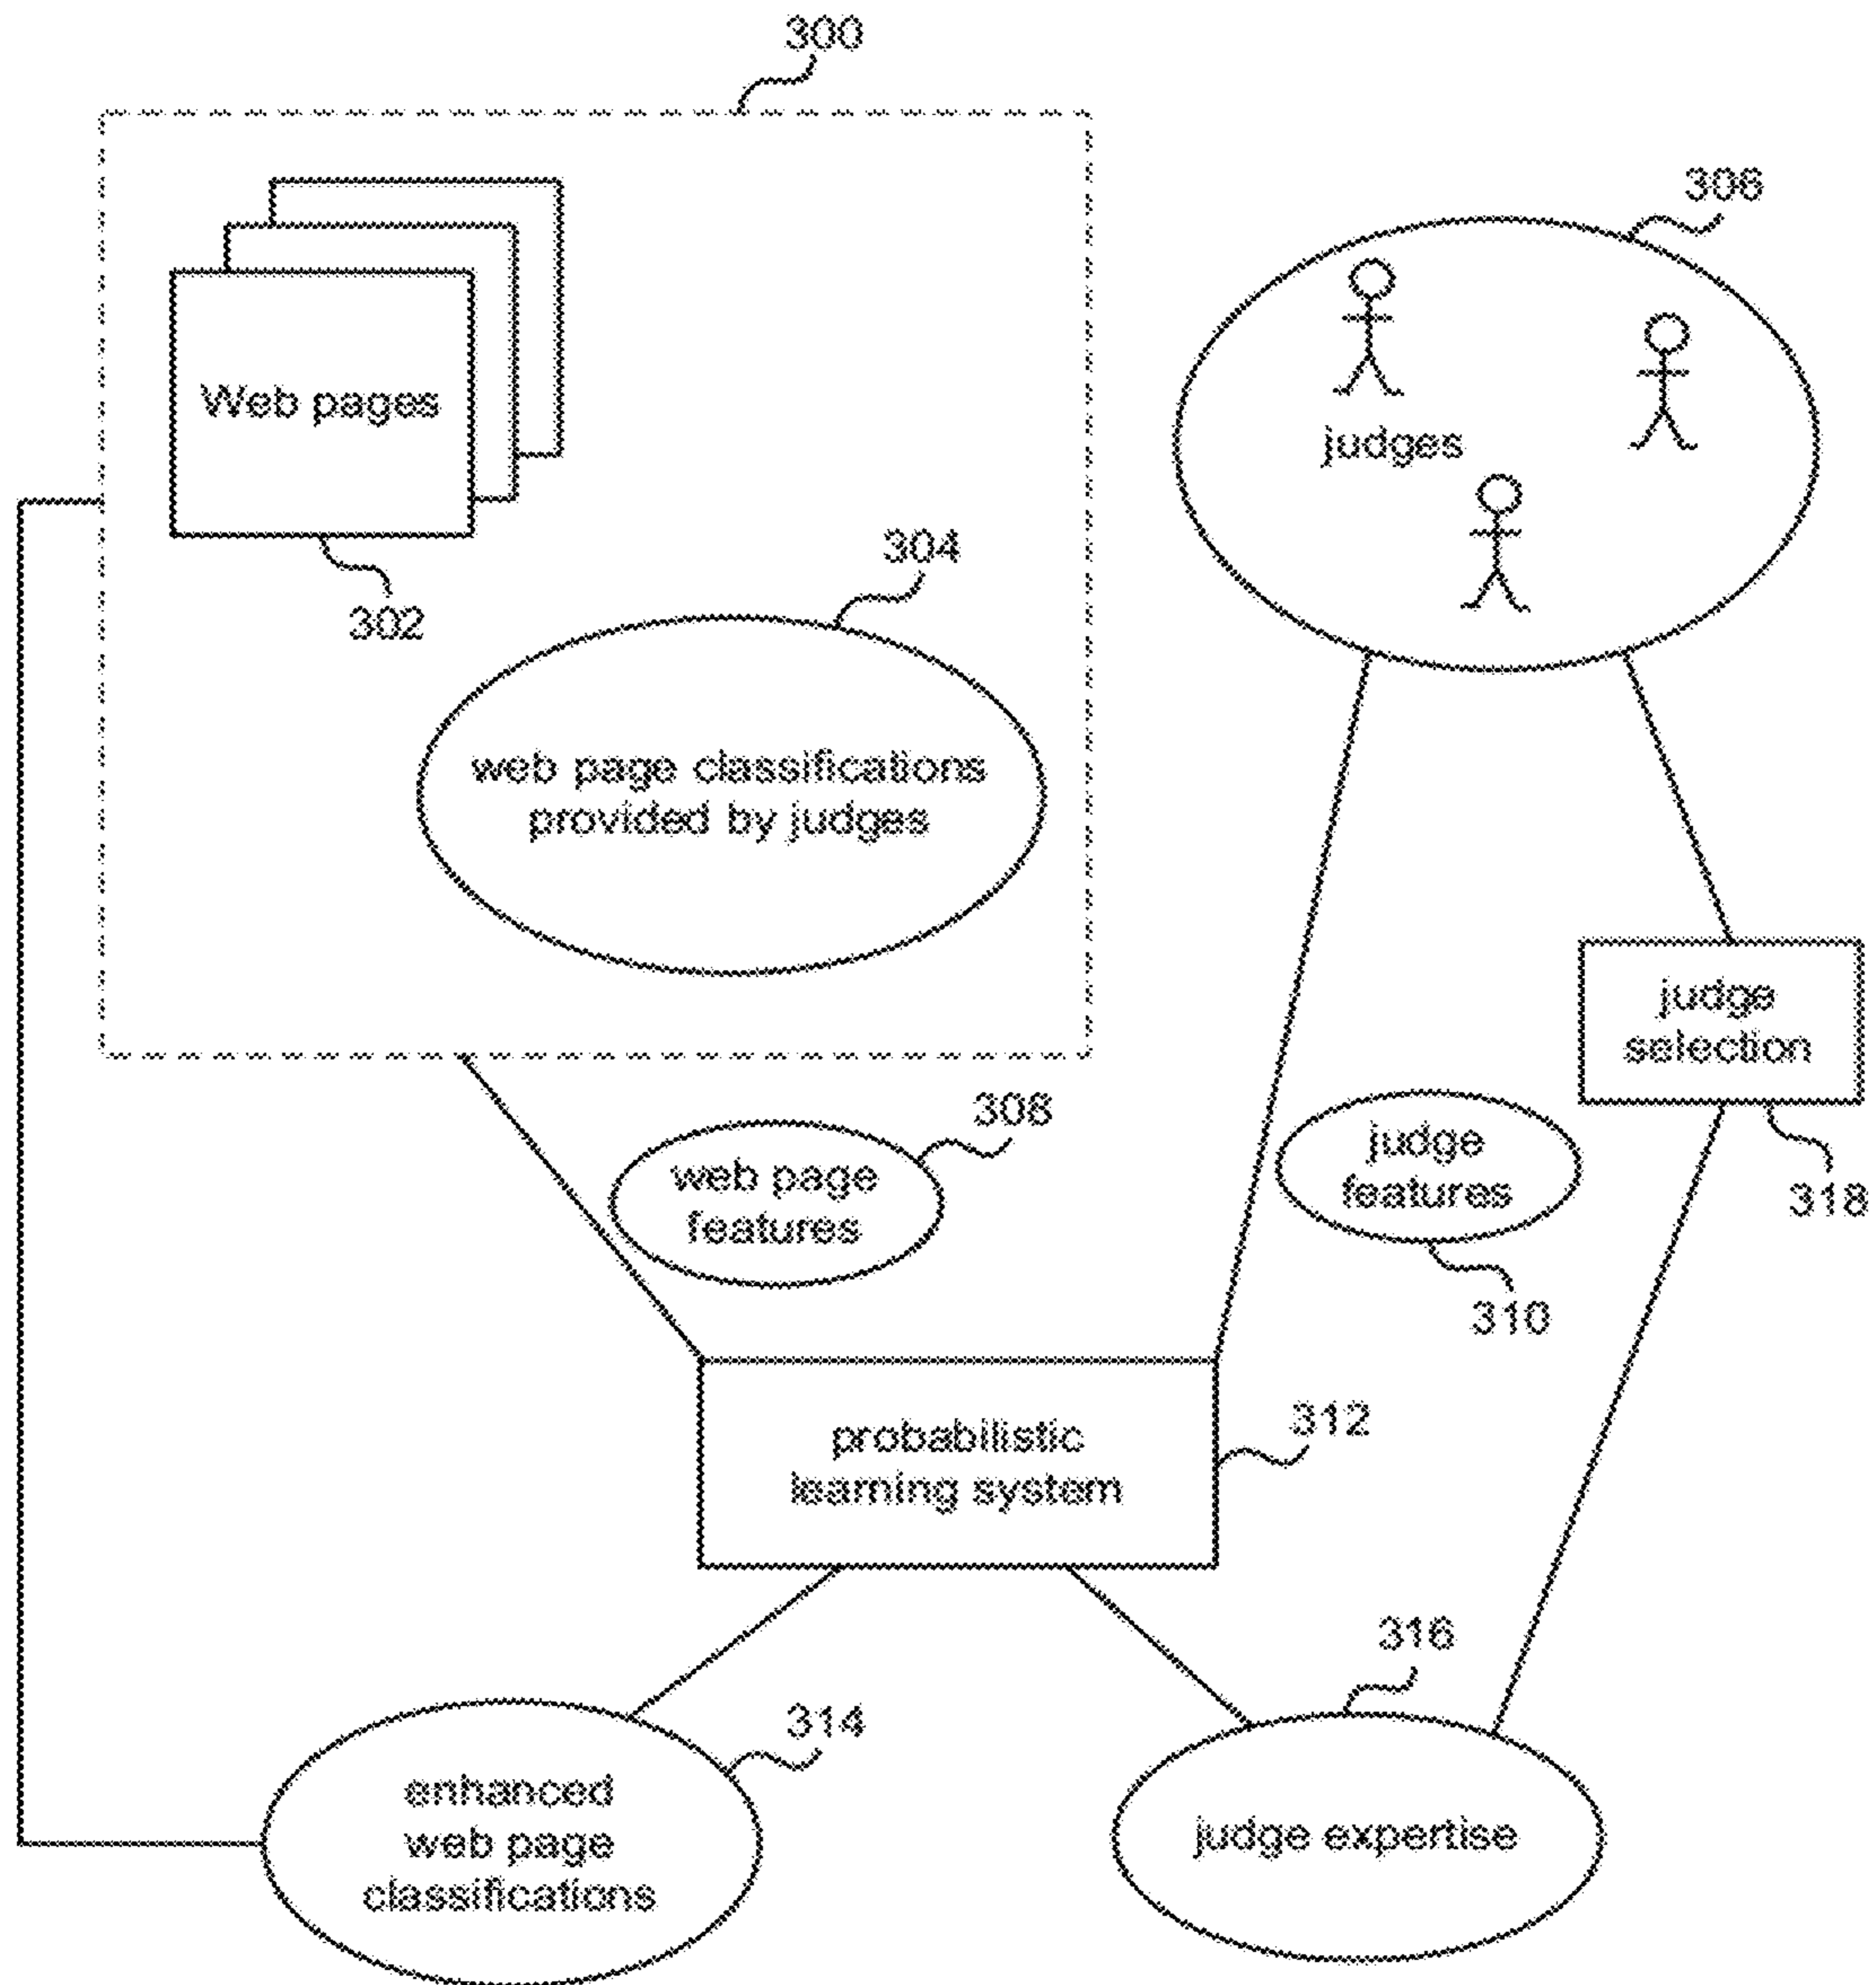 300
306
Web pages
judges
304
302
web page classifications
provided by judges
judge
selection
308
judge
features
web page
features
318
310
312
probabilistic
learning system
316
314
enhanced
web page
classifications
judge expertise